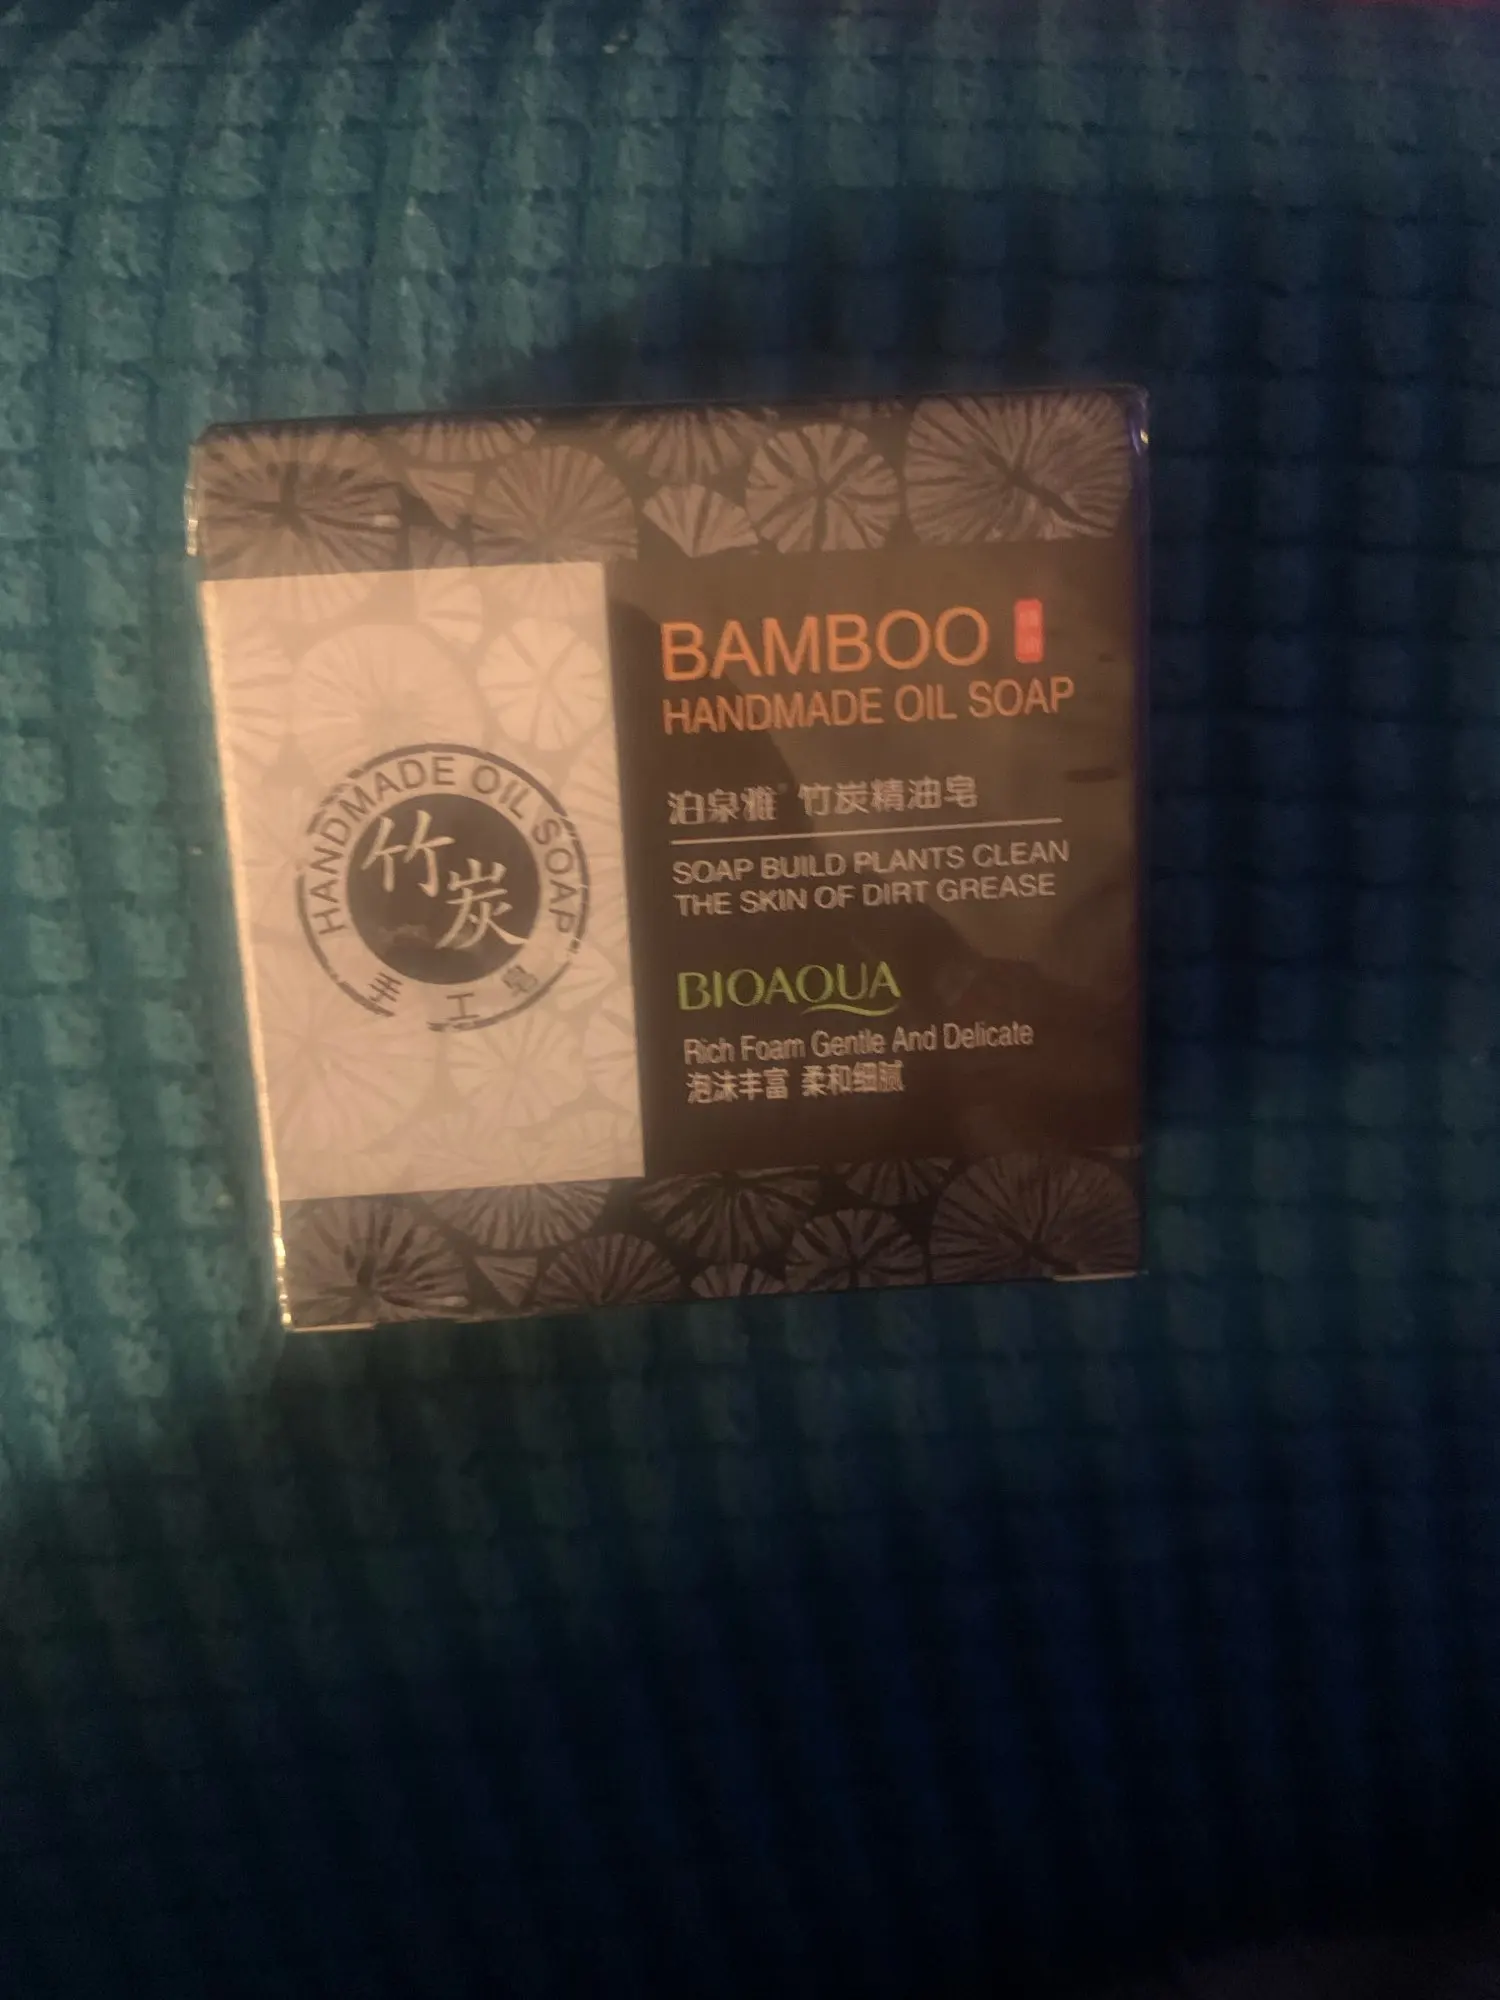 HANDMADE OIL SOAP
竹炭
手工皂
BAMBOO
HANDMADE OIL SOAP
泊泉雅® 竹炭精油皂
SOAP BUILD PLANTS CLEAN
THE SKIN OF DIRT GREASE
BIOAQUA
Rich Foam Gentle And Delicate
泡沫丰富 柔和细腻